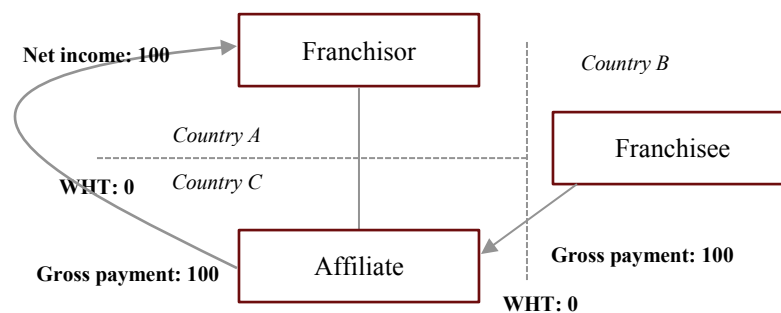 Net income: 100
Franchisor
Country B
Country A
Franchisee
WHT: 0
Country C
Gross payment: 100
Affiliate
Gross payment: 100
WHT: 0